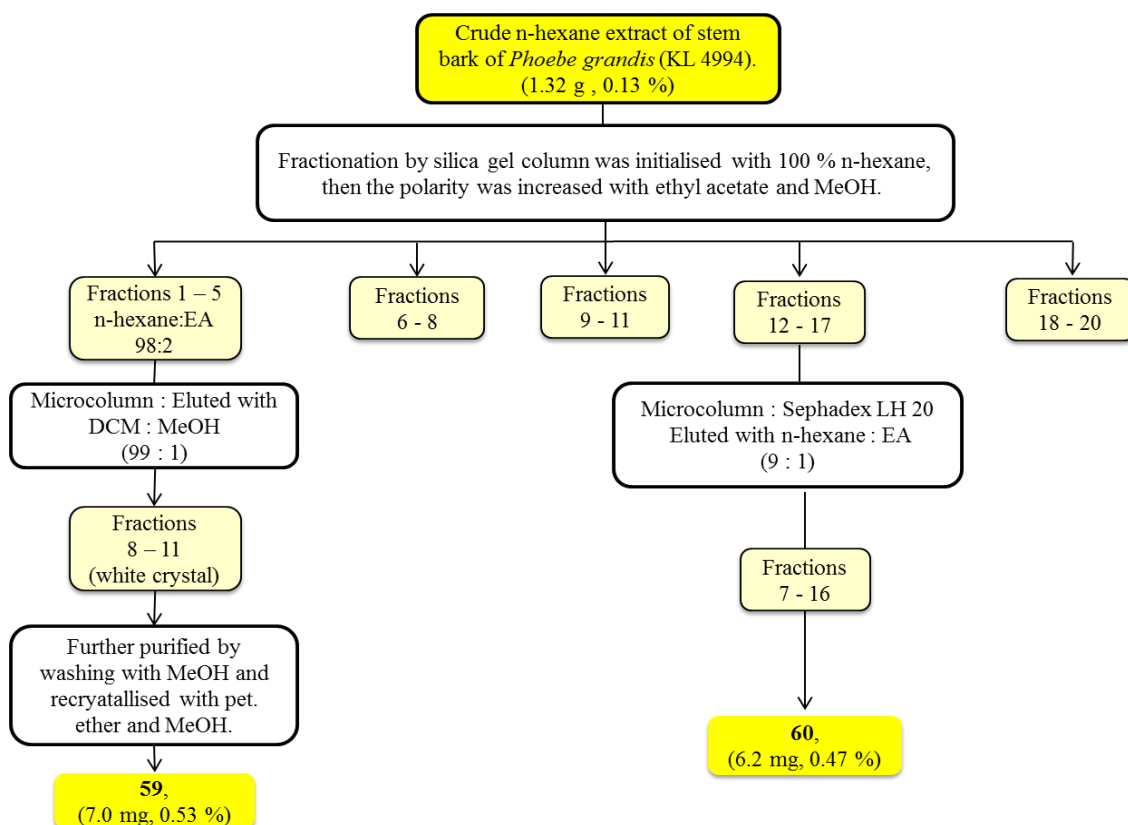 Crude n-hexane extract of stem
bark of Phoebe grandis (KL 4994).
(1.32 g , 0.13 %)
Fractionation by silica gel column was initialised with 100 % n-hexane,
then the polarity was increased with ethyl acetate and MeOH.
Fractions 1 – 5
n-hexane:EA
98:2
Fractions
6 - 8
Fractions
9 - 11
Fractions
12 - 17
Fractions
18 - 20
Microcolumn : Eluted with
DCM : MeOH
(99 : 1)
Microcolumn : Sephadex LH 20
Eluted with n-hexane : EA
(9 : 1)
Fractions
8 – 11
(white crystal)
Fractions
7 - 16
Further purified by
washing with MeOH and
recryatallised with pet.
ether and MeOH.
60,
(6.2 mg, 0.47 %)
59,
(7.0 mg, 0.53 %)